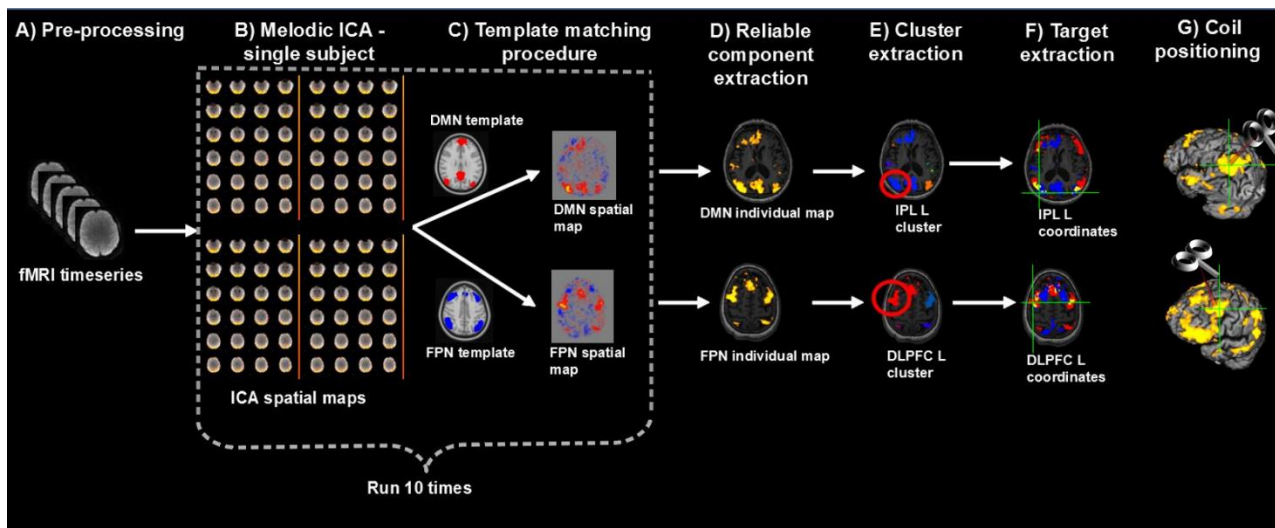 A) Pre-processing
fMRI timeseries
B) Melodic ICA -
single subject
ICA spatial maps
C) Template matching
procedure
DMN template
DMN spatial
map
FPN template
FPN spatial
map
Run 10 times
D) Reliable
component
extraction
DMN individual map
FPN individual map
E) Cluster
extraction
IPL L
cluster
DLPFC L
cluster
F) Target
extraction
IPL L
coordinates
DLPFC L
coordinates
G) Coil
positioning